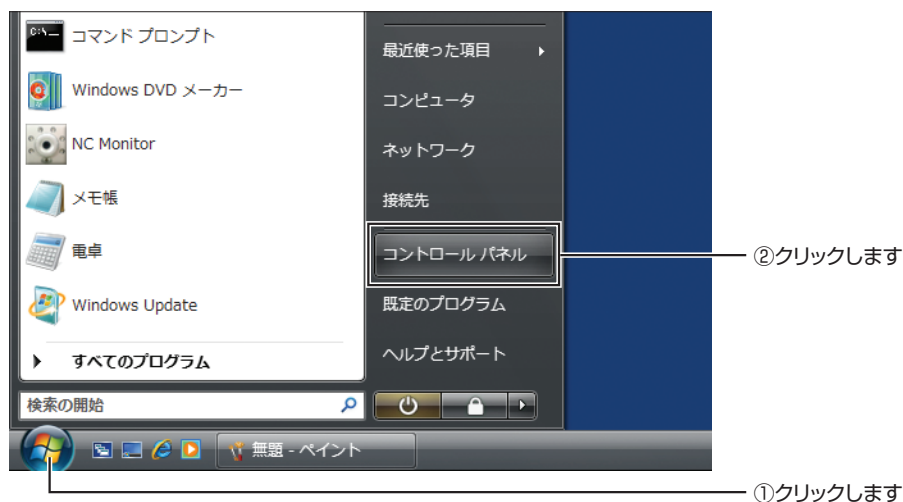 C:\
コマンド プロンプト
Windows DVD メーカー
NC Monitor
メモ帳
電卓
Windows Update
すべてのプログラム
検索の開始
最近使った項目
コンピュータ
ネットワーク
接続先
コントロール パネル
既定のプログラム
ヘルプとサポート
無題 - ペイント
②クリックします
①クリックします